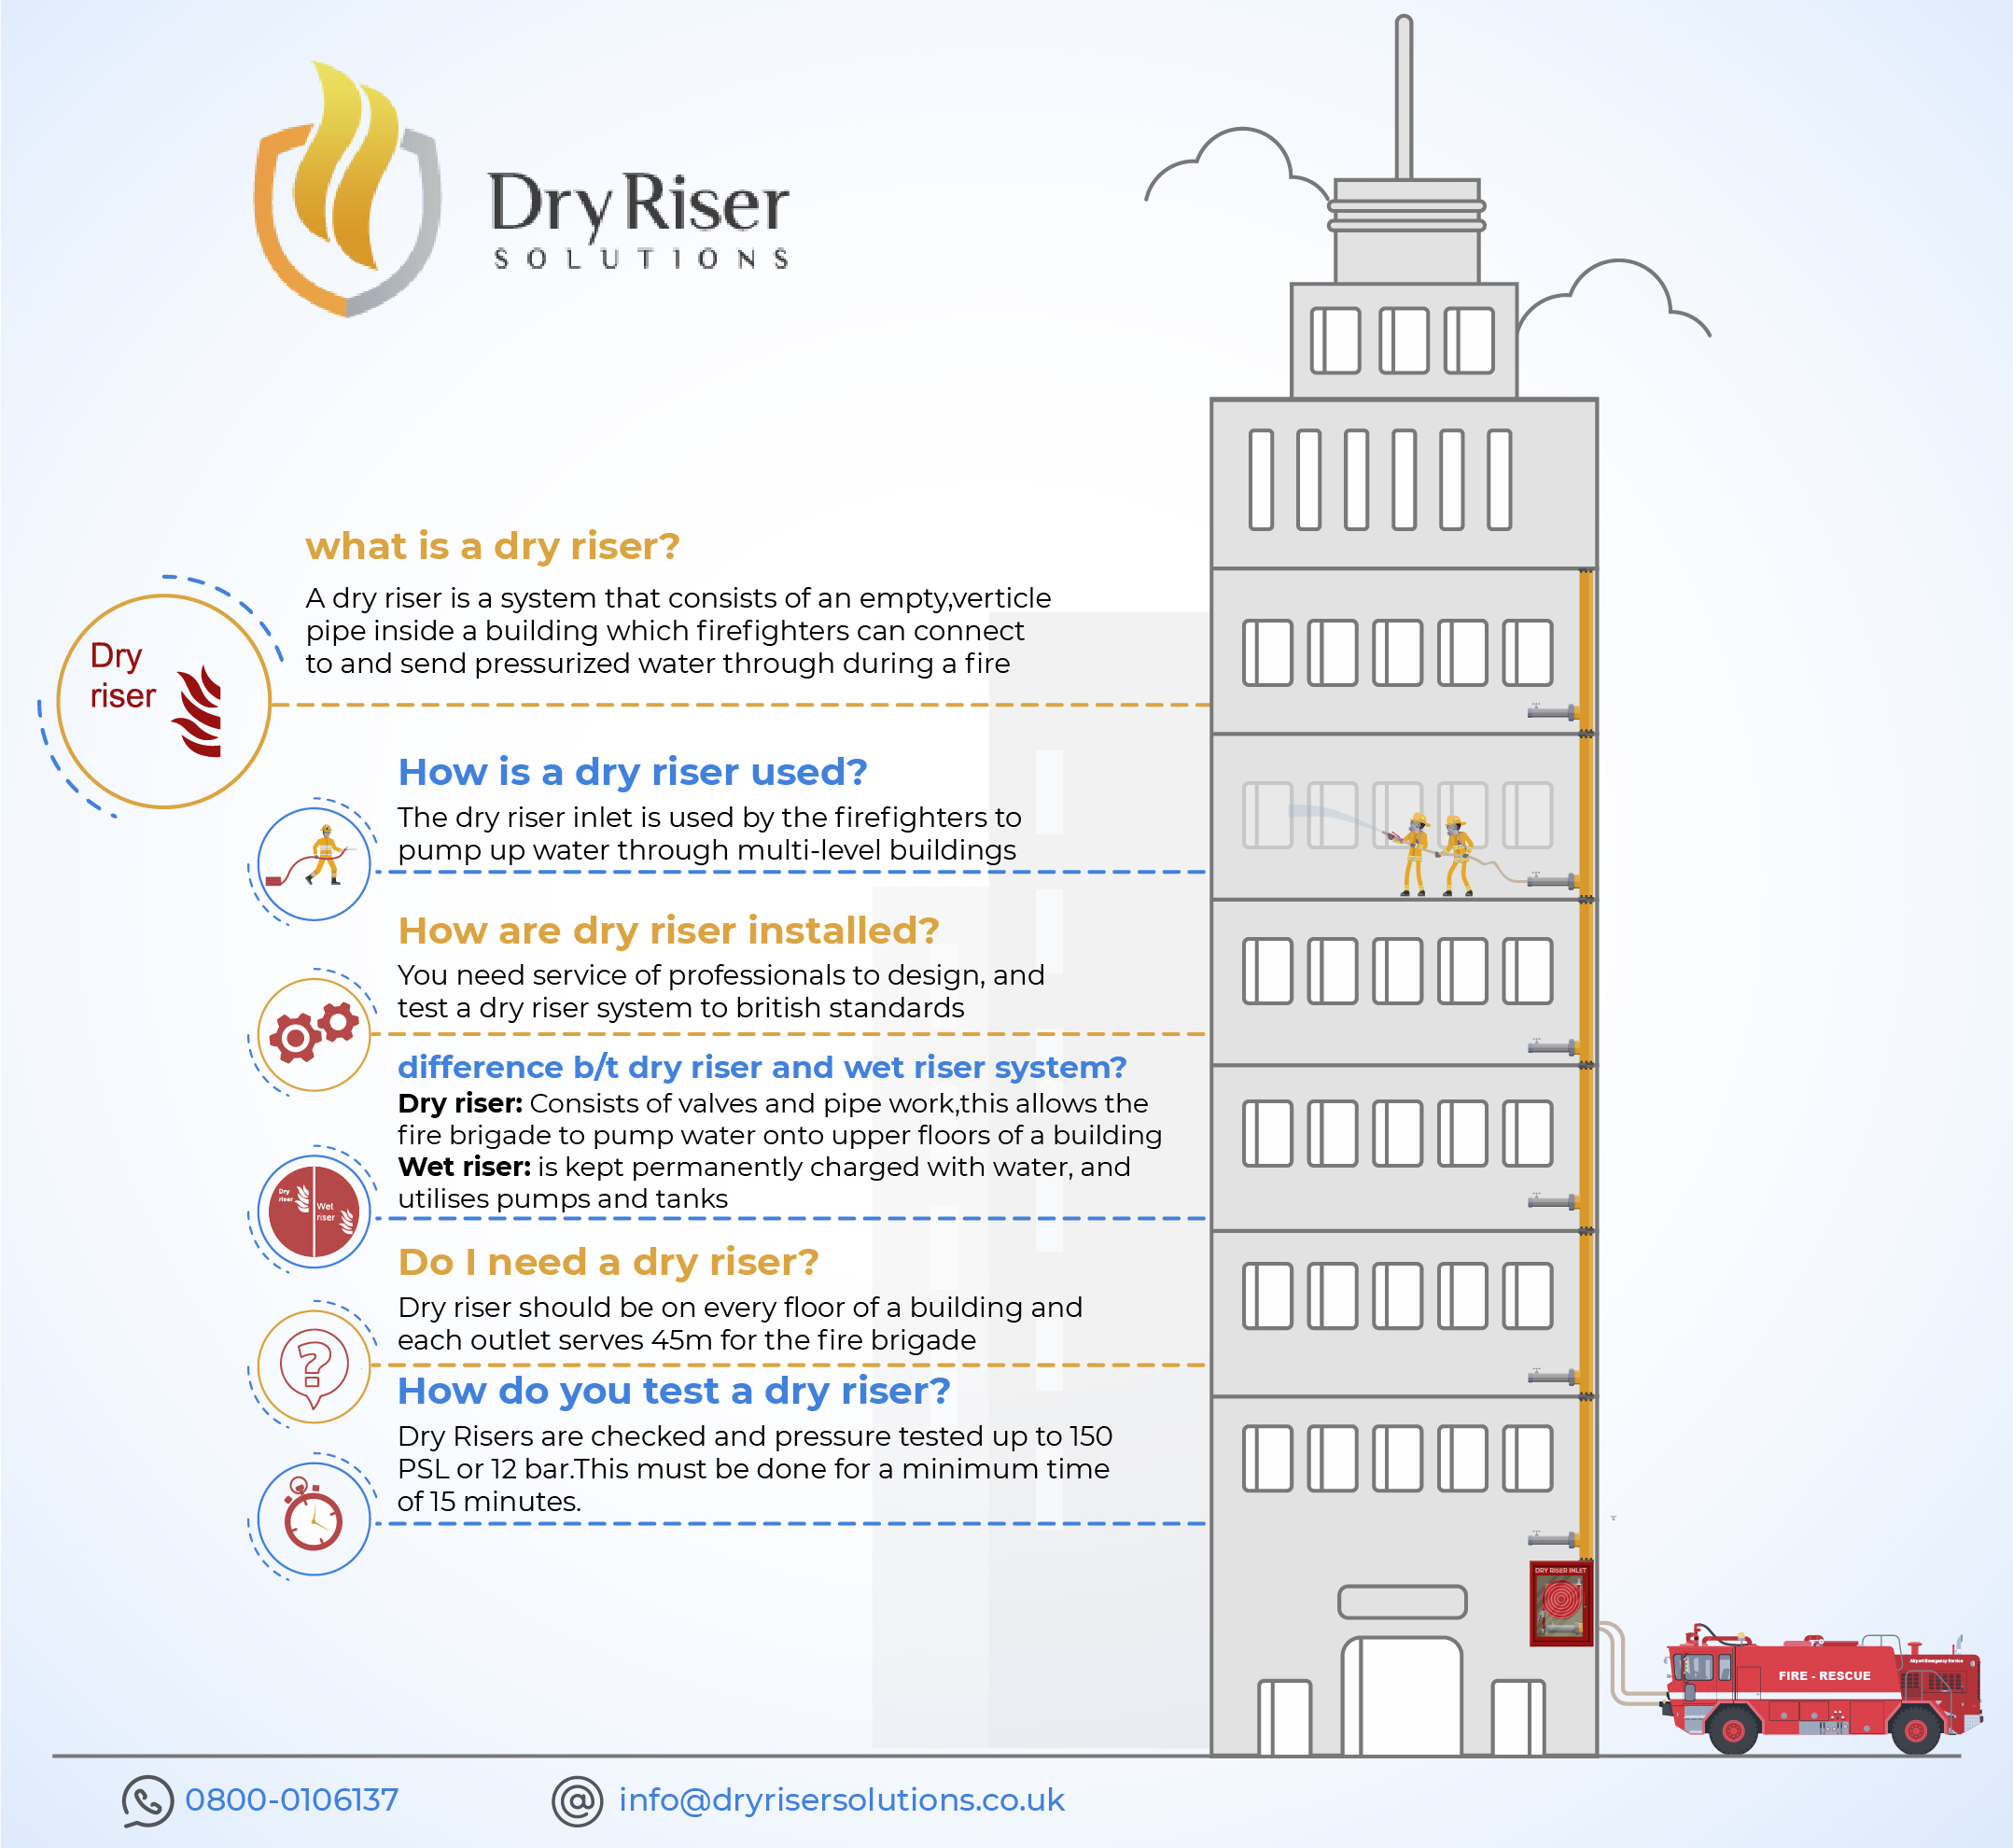 Dry Riser
SOLUTIONS
what is a dry riser?
A dry riser is a system that consists of an empty,verticle
pipe inside a building which firefighters can connect
to and send pressurized water through during a fire
Dry
riser
How is a dry riser used?
The dry riser inlet is used by the firefighters to
pump up water through multi-level buildings
How are dry riser installed?
You need service of professionals to design, and
test a dry riser system to british standards
difference b/t dry riser and wet riser system?
Dry riser: Consists of valves and pipe work,this allows the
fire brigade to pump water onto upper floors of a building
Wet riser: is kept permanently charged with water, and
utilises pumps and tanks
Dry
riser
Wet
riser
Do I need a dry riser?
Dry riser should be on every floor of a building and
each outlet serves 45m for the fire brigade
How do you test a dry riser?
Dry Risers are checked and pressure tested up to 150
PSL or 12 bar.This must be done for a minimum time
of 15 minutes.
DRY RISER INLET
Airport Emergency Service
FIRE - RESCUE
0800-0106137
info@dryrisersolutions.co.uk